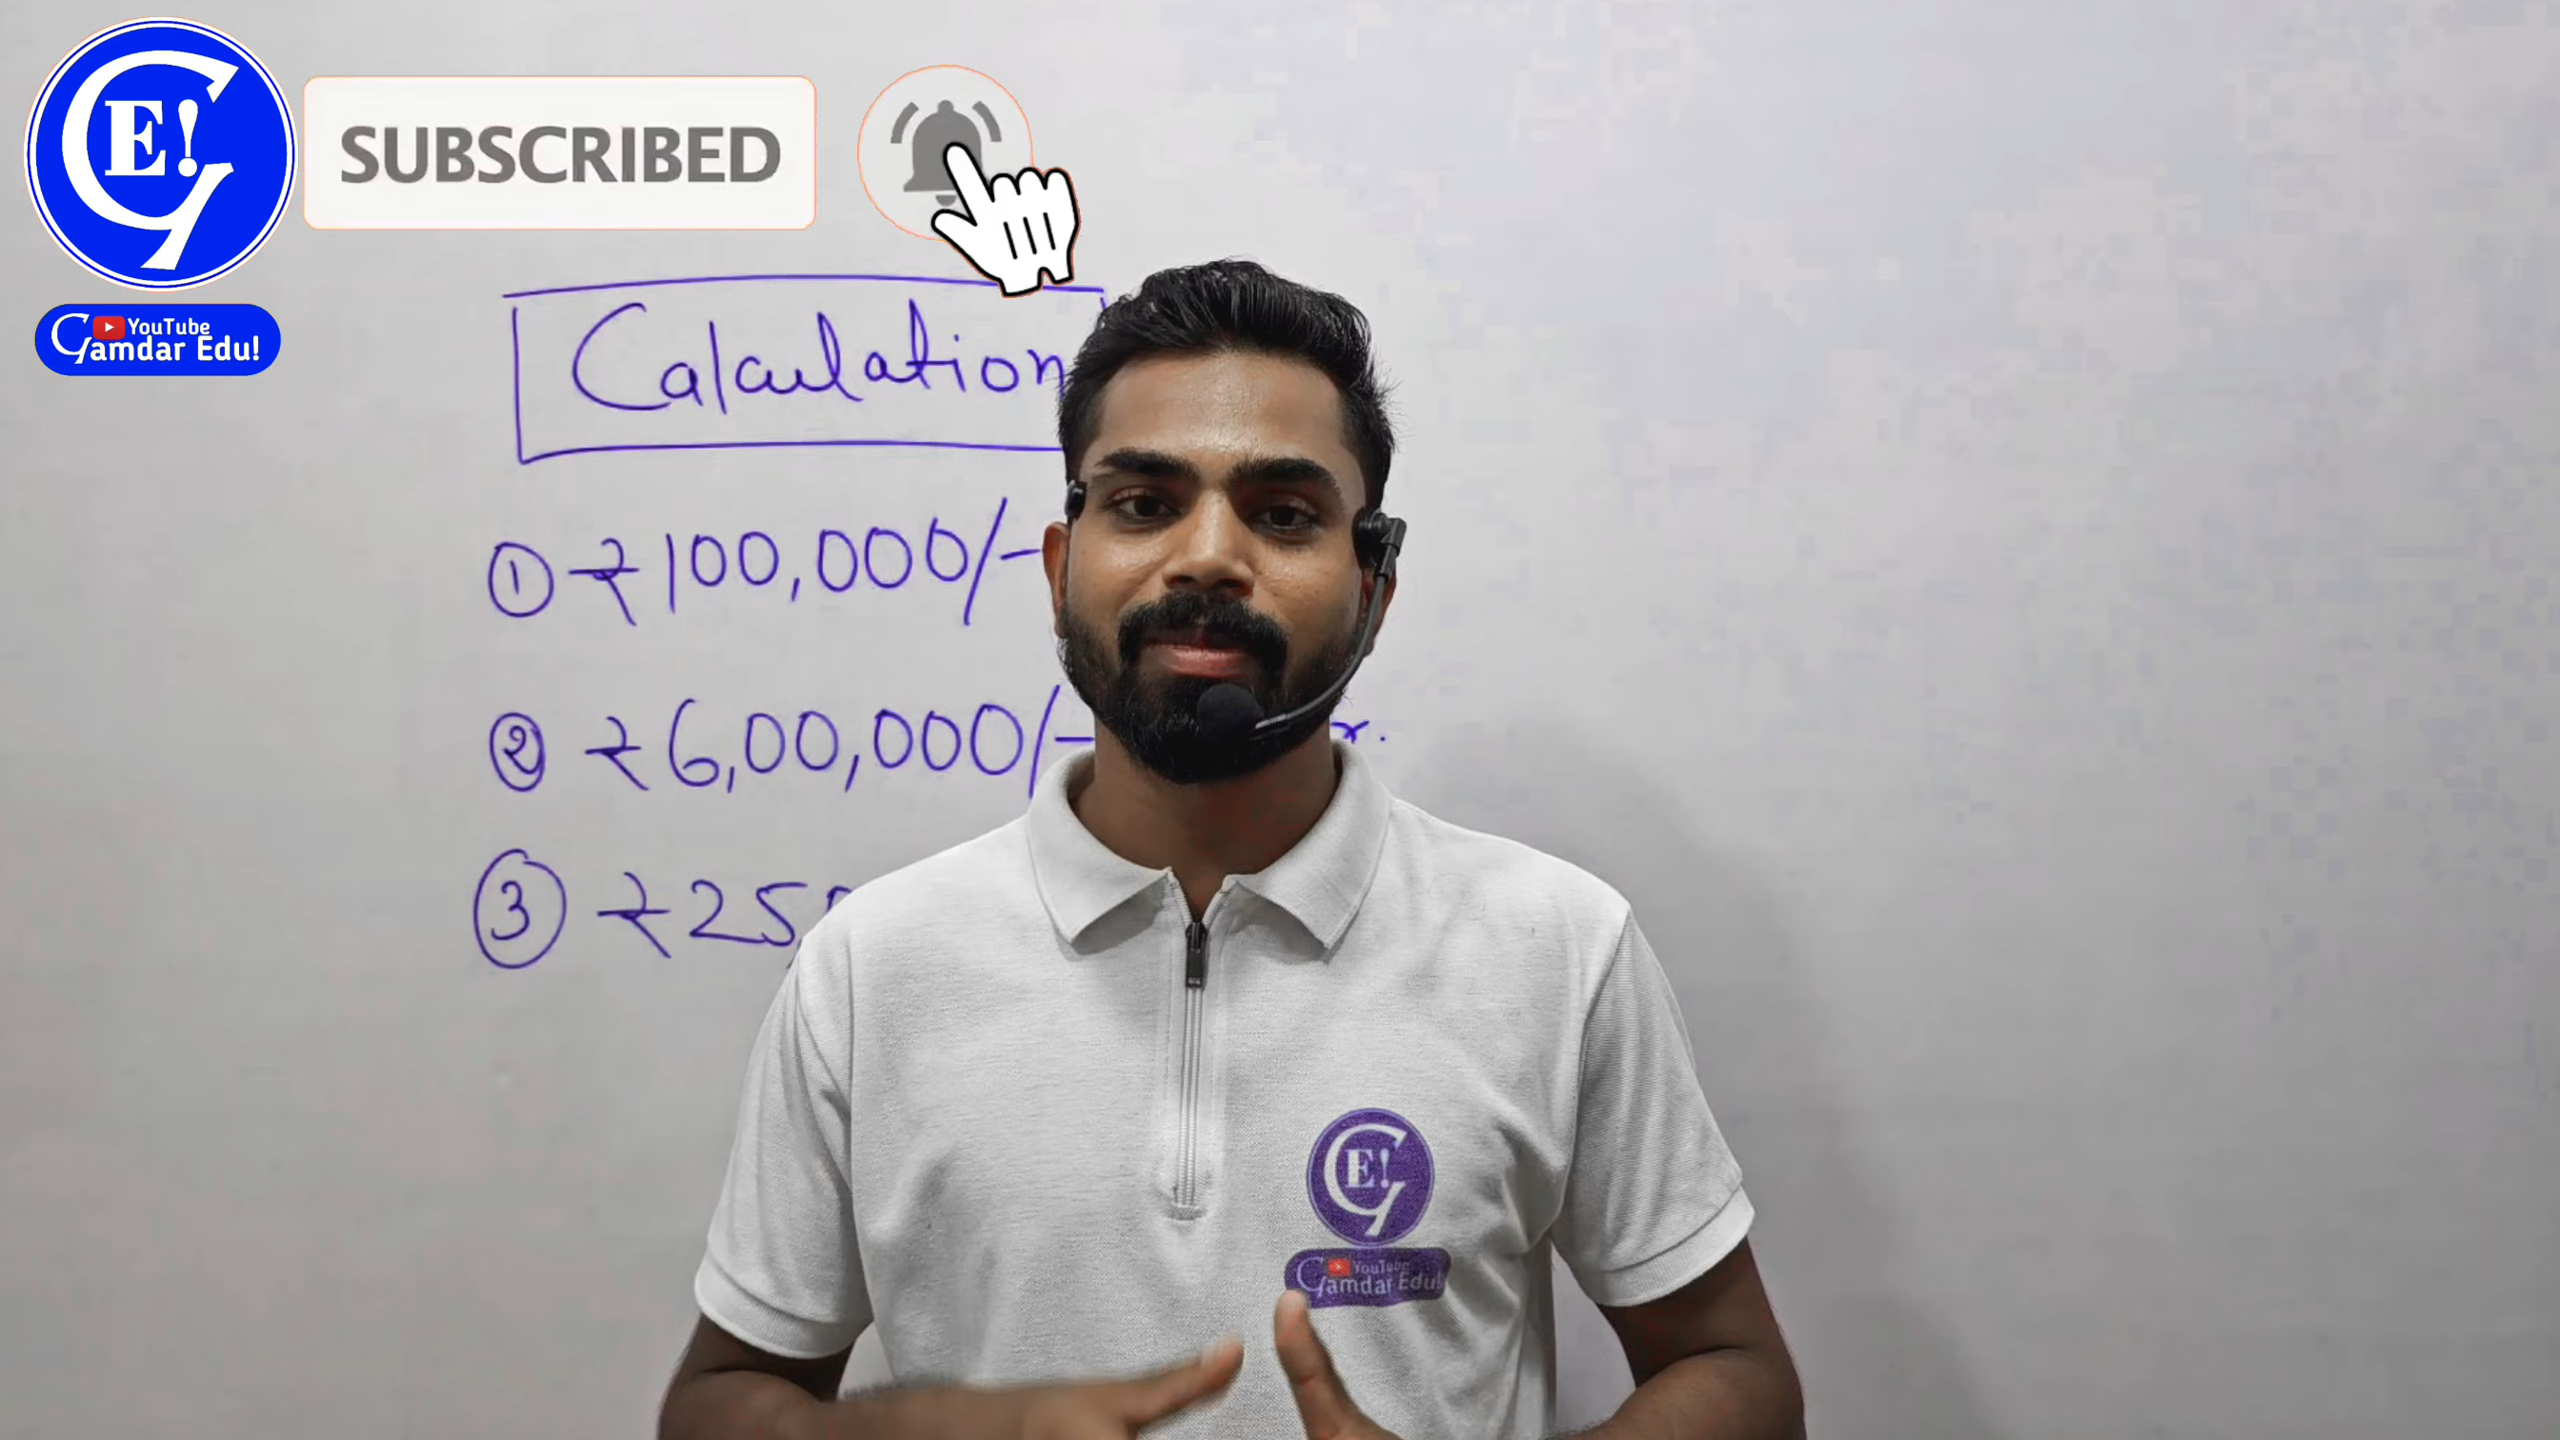 E!
SUBSCRIBED
YouTube
Gamdar Edu!
Calculation
① ₹100,000/-
② ₹6,00,000/- r.
③ ₹25,
E!
YouTube
Gamdar Edu!